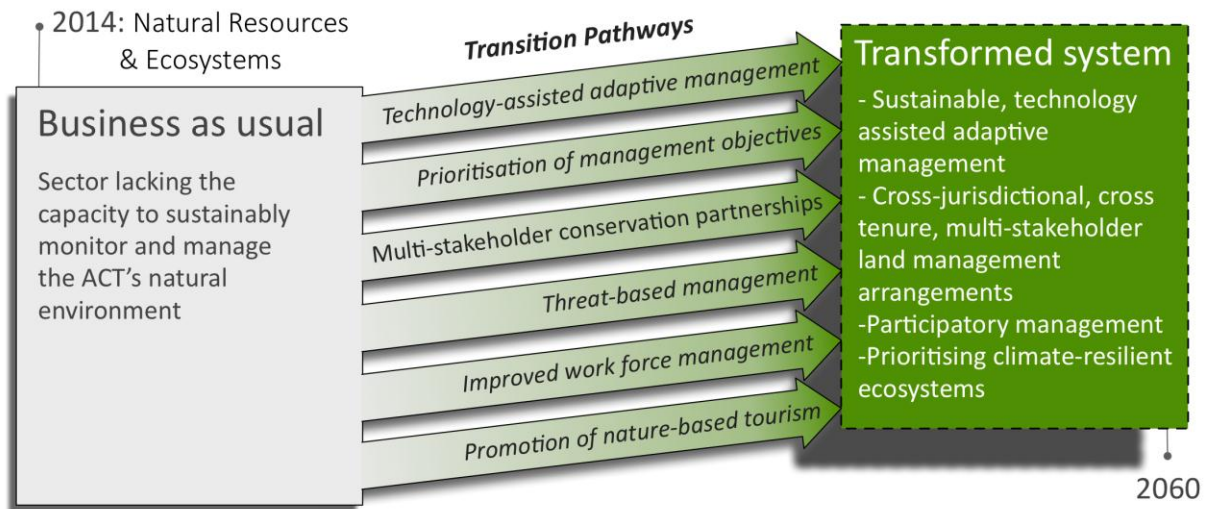 2014: Natural Resources
& Ecosystems
Business as usual
Sector lacking the
capacity to sustainably
monitor and manage
the ACT’s natural
environment
Transition Pathways
Technology-assisted adaptive management
Prioritisation of management objectives
Multi-stakeholder conservation partnerships
Threat-based management
Improved work force management
Promotion of nature-based tourism
Transformed system
- Sustainable, technology
assisted adaptive
management
- Cross-jurisdictional, cross
tenure, multi-stakeholder
land management
arrangements
-Participatory management
-Prioritising climate-resilient
ecosystems
2060